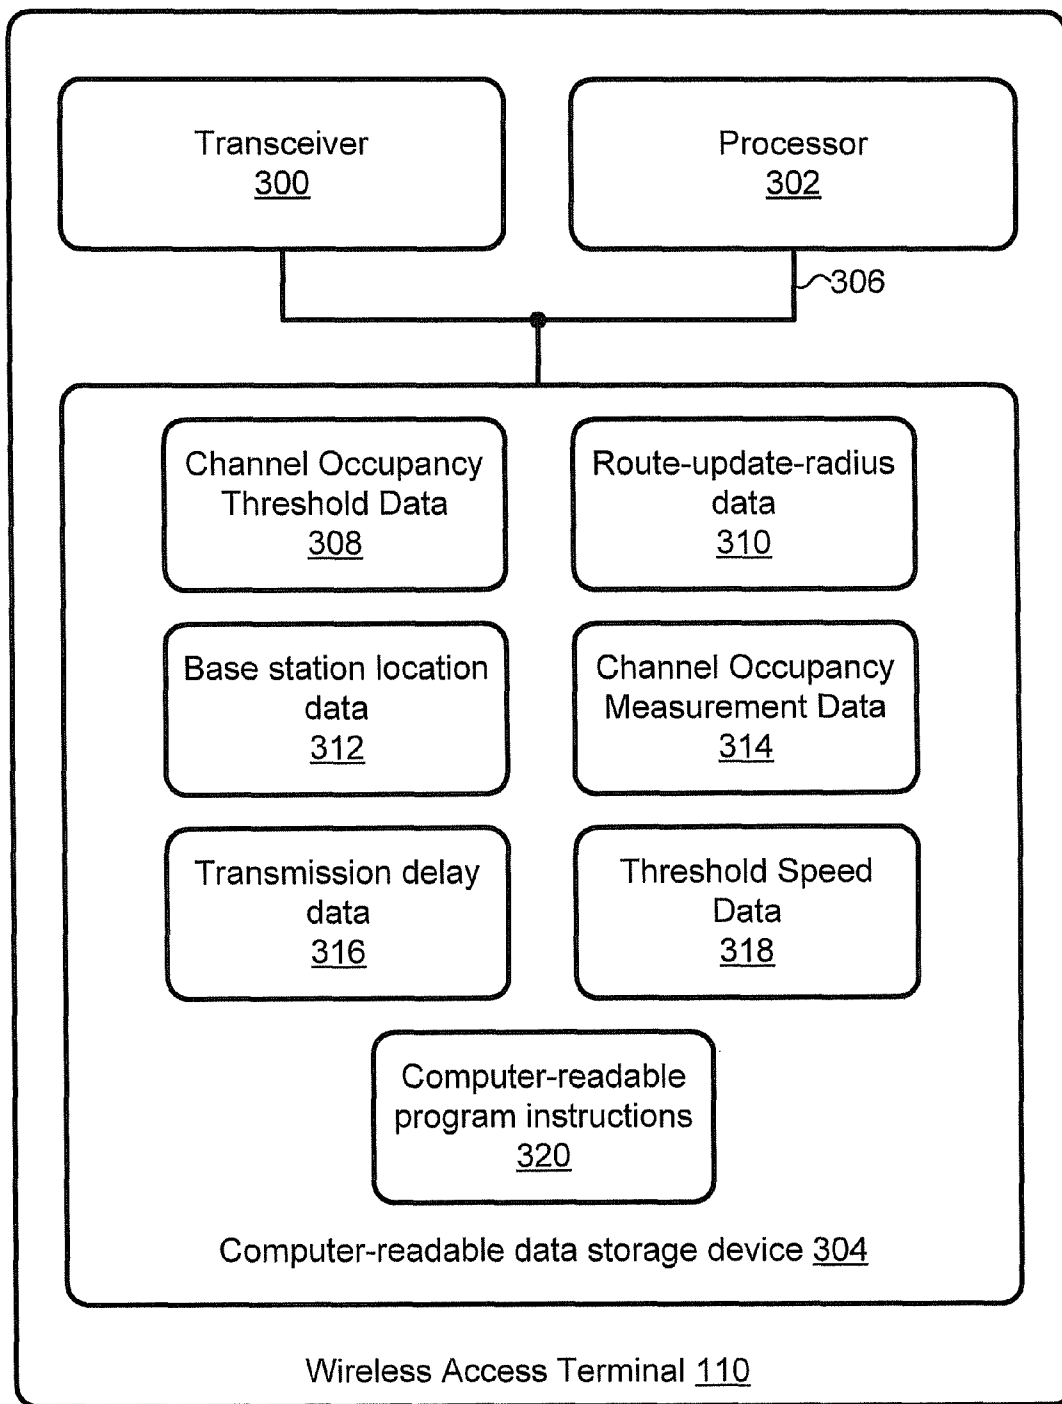 Transceiver
300
Processor
302
306
Channel Occupancy
Threshold Data
308
Route-update-radius
data
310
Base station location
data
312
Channel Occupancy
Measurement Data
314
Transmission delay
data
316
Threshold Speed
Data
318
Computer-readable
program instructions
320
Computer-readable data storage device 304
Wireless Access Terminal 110